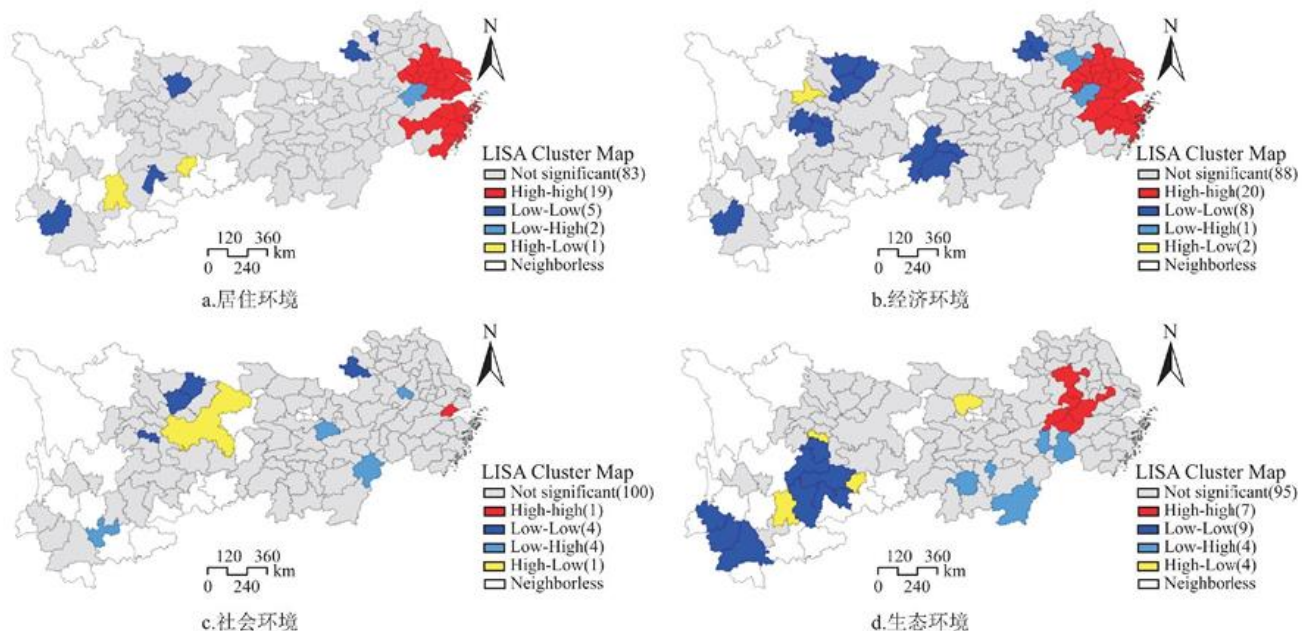 N
LISA Cluster Map
Not significant(83)
High-high(19)
Low-Low(5)
Low-High(2)
High-Low(1)
Neighborless
120 360
0 240 km
a.居住环境
N
LISA Cluster Map
Not significant(88)
High-high(20)
Low-Low(8)
Low-High(1)
High-Low(2)
Neighborless
120 360
0 240 km
b.经济环境
N
LISA Cluster Map
Not significant(100)
High-high(1)
Low-Low(4)
Low-High(4)
High-Low(1)
Neighborless
120 360
0 240 km
c.社会环境
N
LISA Cluster Map
Not significant(95)
High-high(7)
Low-Low(9)
Low-High(4)
High-Low(4)
Neighborless
120 360
0 240 km
d.生态环境